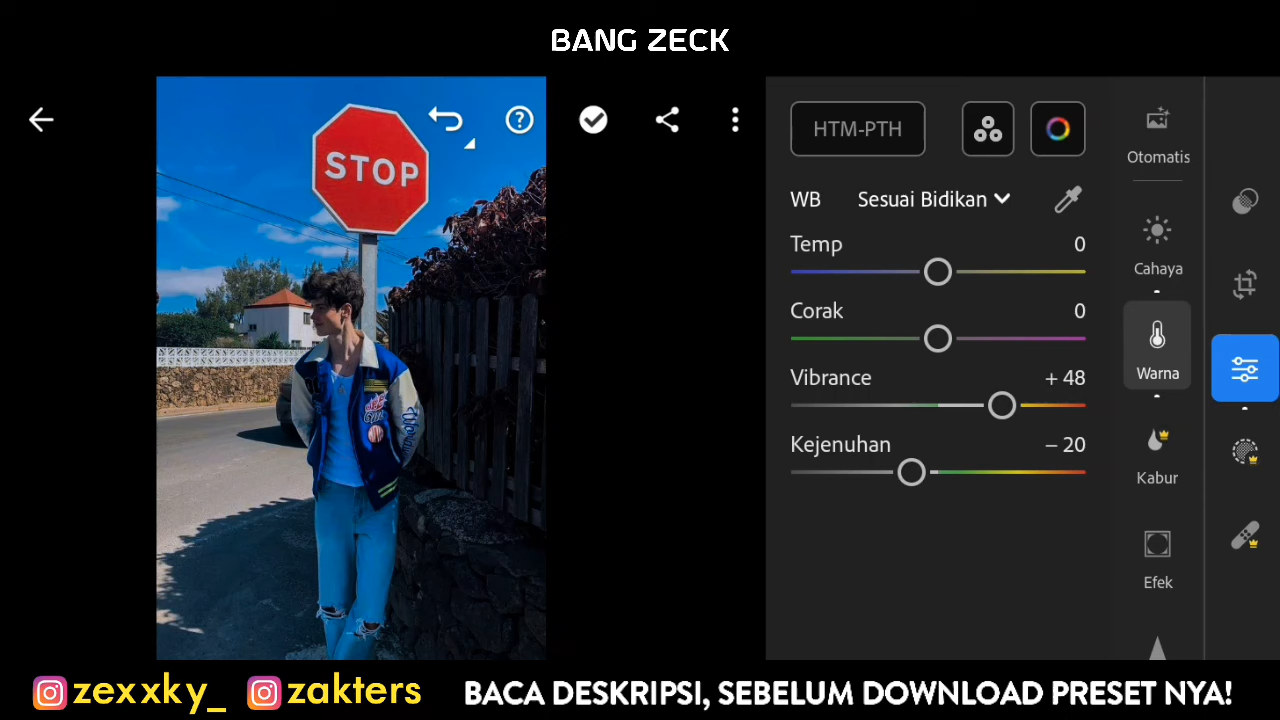 BANG ZECK
STOP
HTM-PTH
Otomatis
WB Sesuai Bidikan
Temp 0
Cahaya
Corak 0
Vibrance + 48
Warna
Kejenuhan – 20
Kabur
Efek
zexxky_ zakters BACA DESKRIPSI, SEBELUM DOWNLOAD PRESET NYA!